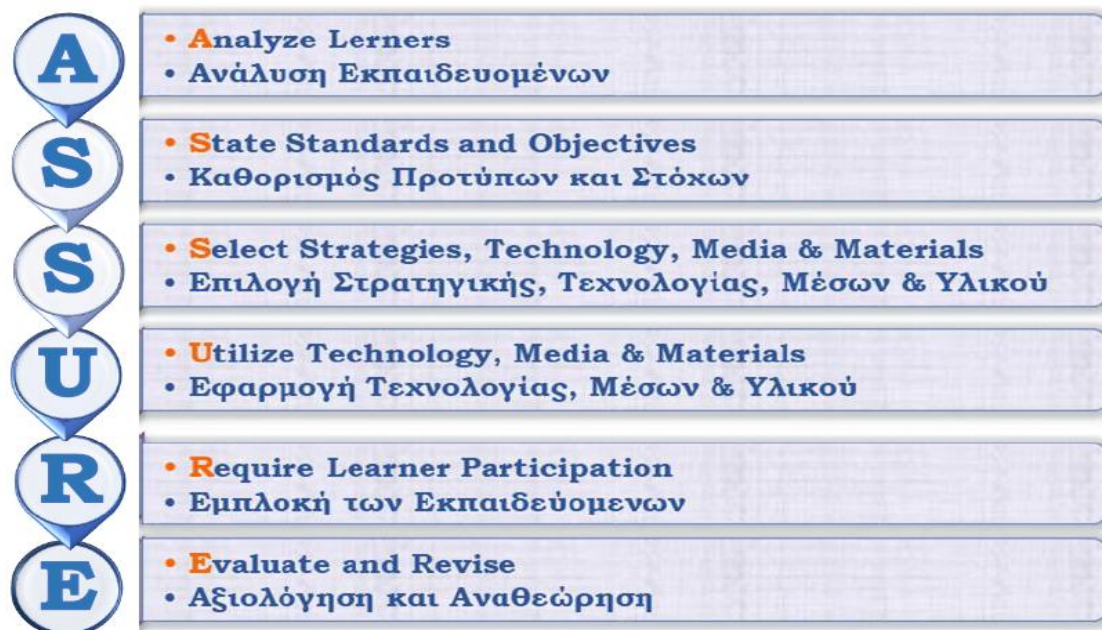 A
• Analyze Lerners
• Ανάλυση Εκπαιδευομένων
S
• State Standards and Objectives
• Καθορισμός Προτύπων και Στόχων
S
• Select Strategies, Technology, Media & Materials
• Επιλογή Στρατηγικής, Τεχνολογίας, Μέσων & Υλικού
U
• Utilize Technology, Media & Materials
• Εφαρμογή Τεχνολογίας, Μέσων & Υλικού
R
• Require Learner Participation
• Εμπλοκή των Εκπαιδεύομενων
E
• Evaluate and Revise
• Αξιολόγηση και Αναθεώρηση